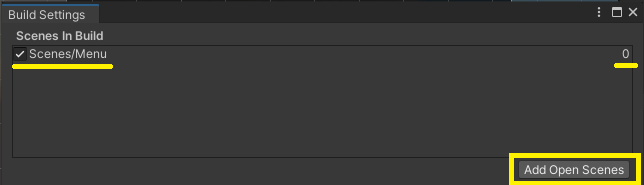 Build Settings
Scenes In Build
Scenes/Menu 0
Add Open Scenes